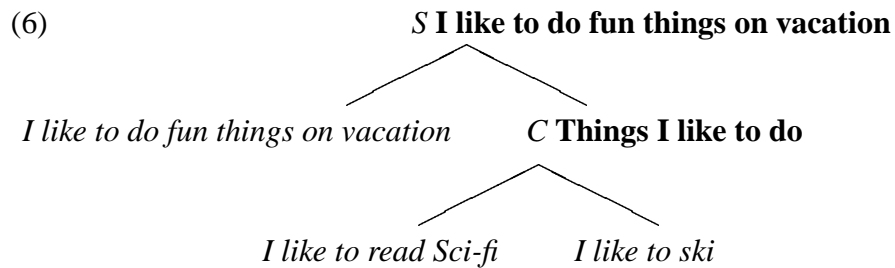 (6) S I like to do fun things on vacation
I like to do fun things on vacation C Things I like to do
I like to read Sci-fi I like to ski